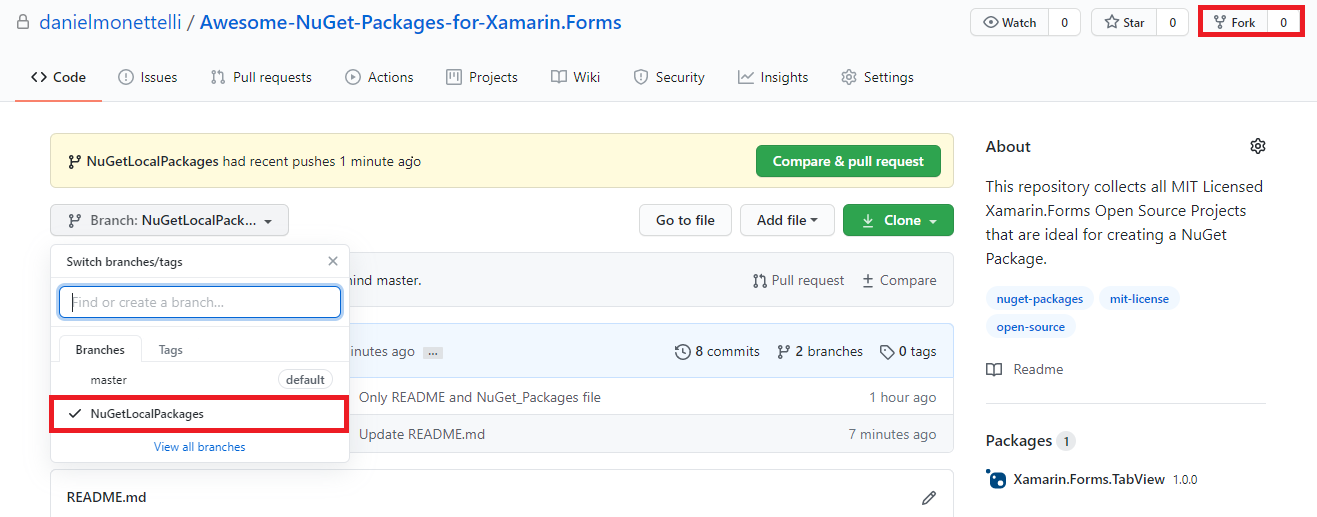 danielmonettelli / Awesome-NuGet-Packages-for-Xamarin.Forms
Watch 0 Star 0 Fork 0
Code Issues Pull requests Actions Projects Wiki Security Insights Settings
NuGetLocalPackages had recent pushes 1 minute ago
Compare & pull request
Branch: NuGetLocalPack...
Go to file
Add file
Clone
Switch branches/tags
ind master.
Pull request
Compare
Find or create a branch...
Branches
Tags
inutes ago ...
8 commits
2 branches
0 tags
master
default
Only README and NuGet_Packages file
1 hour ago
NuGetLocalPackages
Update README.md
7 minutes ago
View all branches
README.md
About
This repository collects all MIT Licensed
Xamarin.Forms Open Source Projects
that are ideal for creating a NuGet
Package.
nuget-packages
mit-license
open-source
Readme
Packages 1
Xamarin.Forms.TabView 1.0.0